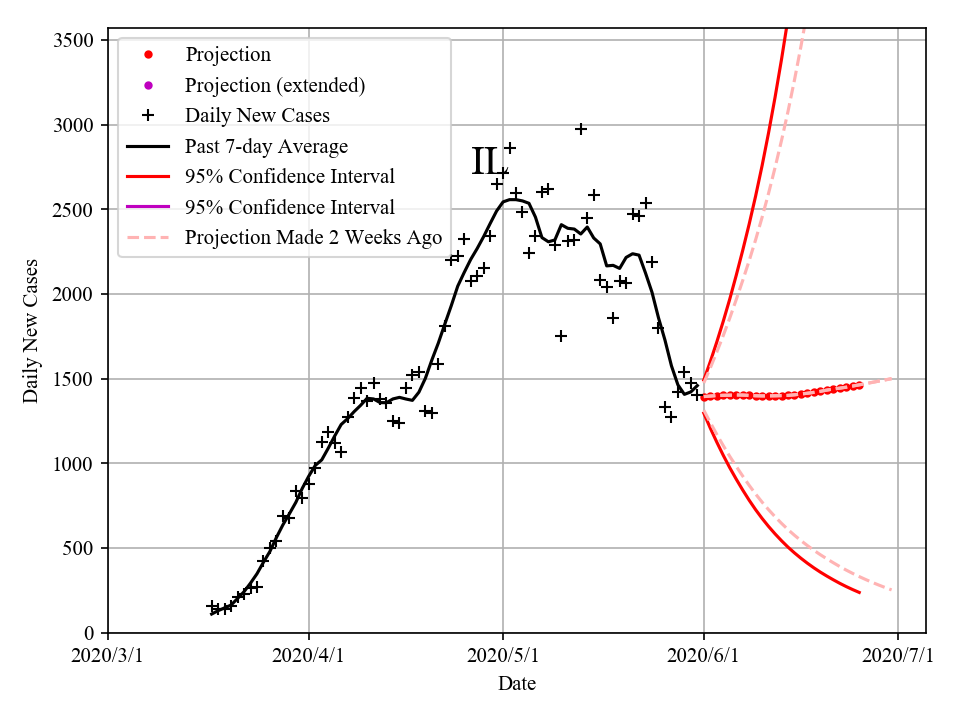 3500
3000
2500
2000
1500
1000
500
0
Daily New Cases
Projection
Projection (extended)
Daily New Cases
Past 7-day Average
95% Confidence Interval
95% Confidence Interval
Projection Made 2 Weeks Ago
IL
2020/3/1 2020/4/1 2020/5/1 2020/6/1 2020/7/1
Date